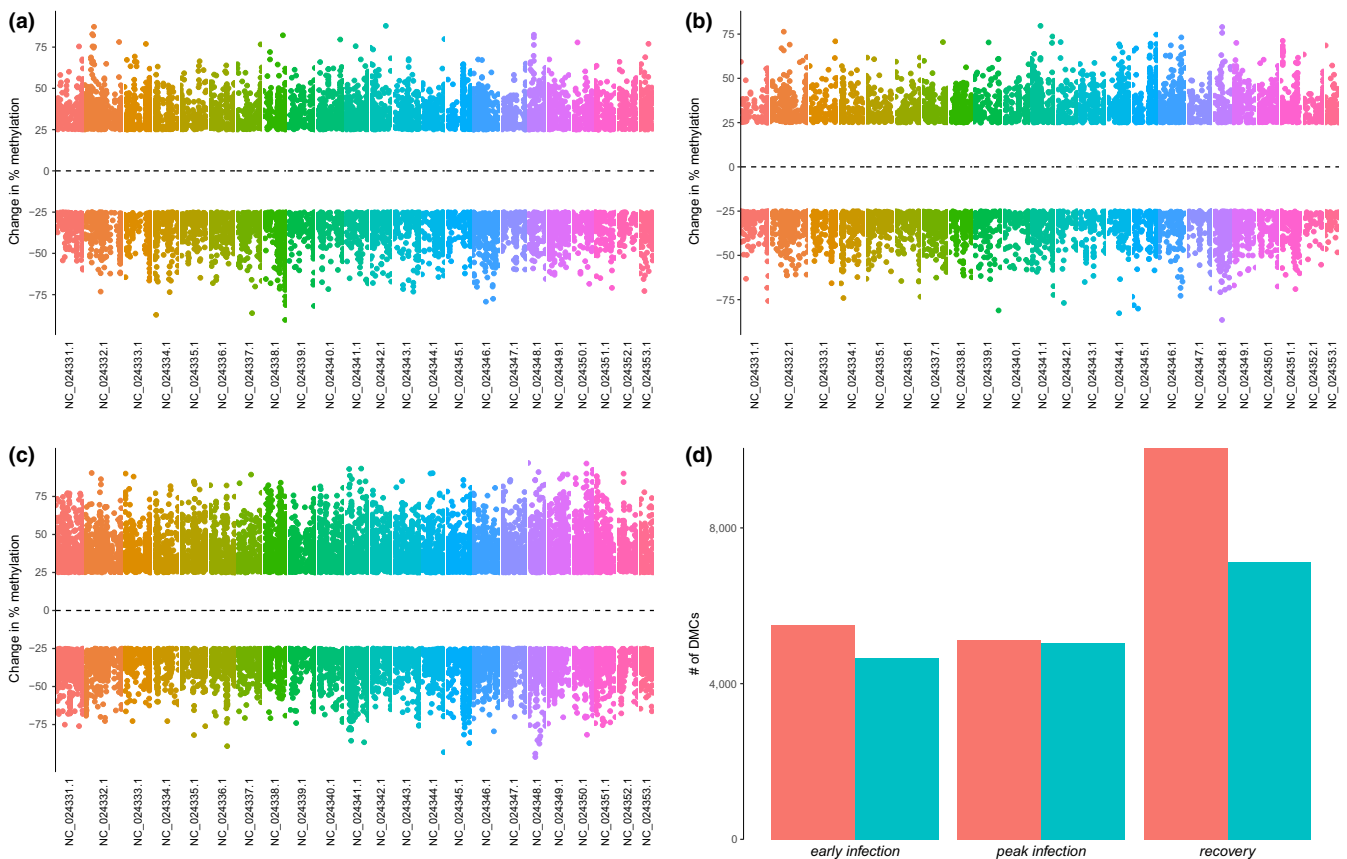 (a)
Change in % methylation
75
50
25
0
−25
−50
−75
NC_024331.1
NC_024332.1
NC_024333.1
NC_024334.1
NC_024335.1
NC_024336.1
NC_024337.1
NC_024338.1
NC_024339.1
NC_024340.1
NC_024341.1
NC_024342.1
NC_024343.1
NC_024344.1
NC_024345.1
NC_024346.1
NC_024347.1
NC_024348.1
NC_024349.1
NC_024350.1
NC_024351.1
NC_024352.1
NC_024353.1
(b)
Change in % methylation
75
50
25
0
−25
−50
−75
NC_024331.1
NC_024332.1
NC_024333.1
NC_024334.1
NC_024335.1
NC_024336.1
NC_024337.1
NC_024338.1
NC_024339.1
NC_024340.1
NC_024341.1
NC_024342.1
NC_024343.1
NC_024344.1
NC_024345.1
NC_024346.1
NC_024347.1
NC_024348.1
NC_024349.1
NC_024350.1
NC_024351.1
NC_024352.1
NC_024353.1
(c)
Change in % methylation
75
50
25
0
−25
−50
−75
NC_024331.1
NC_024332.1
NC_024333.1
NC_024334.1
NC_024335.1
NC_024336.1
NC_024337.1
NC_024338.1
NC_024339.1
NC_024340.1
NC_024341.1
NC_024342.1
NC_024343.1
NC_024344.1
NC_024345.1
NC_024346.1
NC_024347.1
NC_024348.1
NC_024349.1
NC_024350.1
NC_024351.1
NC_024352.1
NC_024353.1
(d)
# of DMCs
8,000
4,000
0
early infection
peak infection
recovery